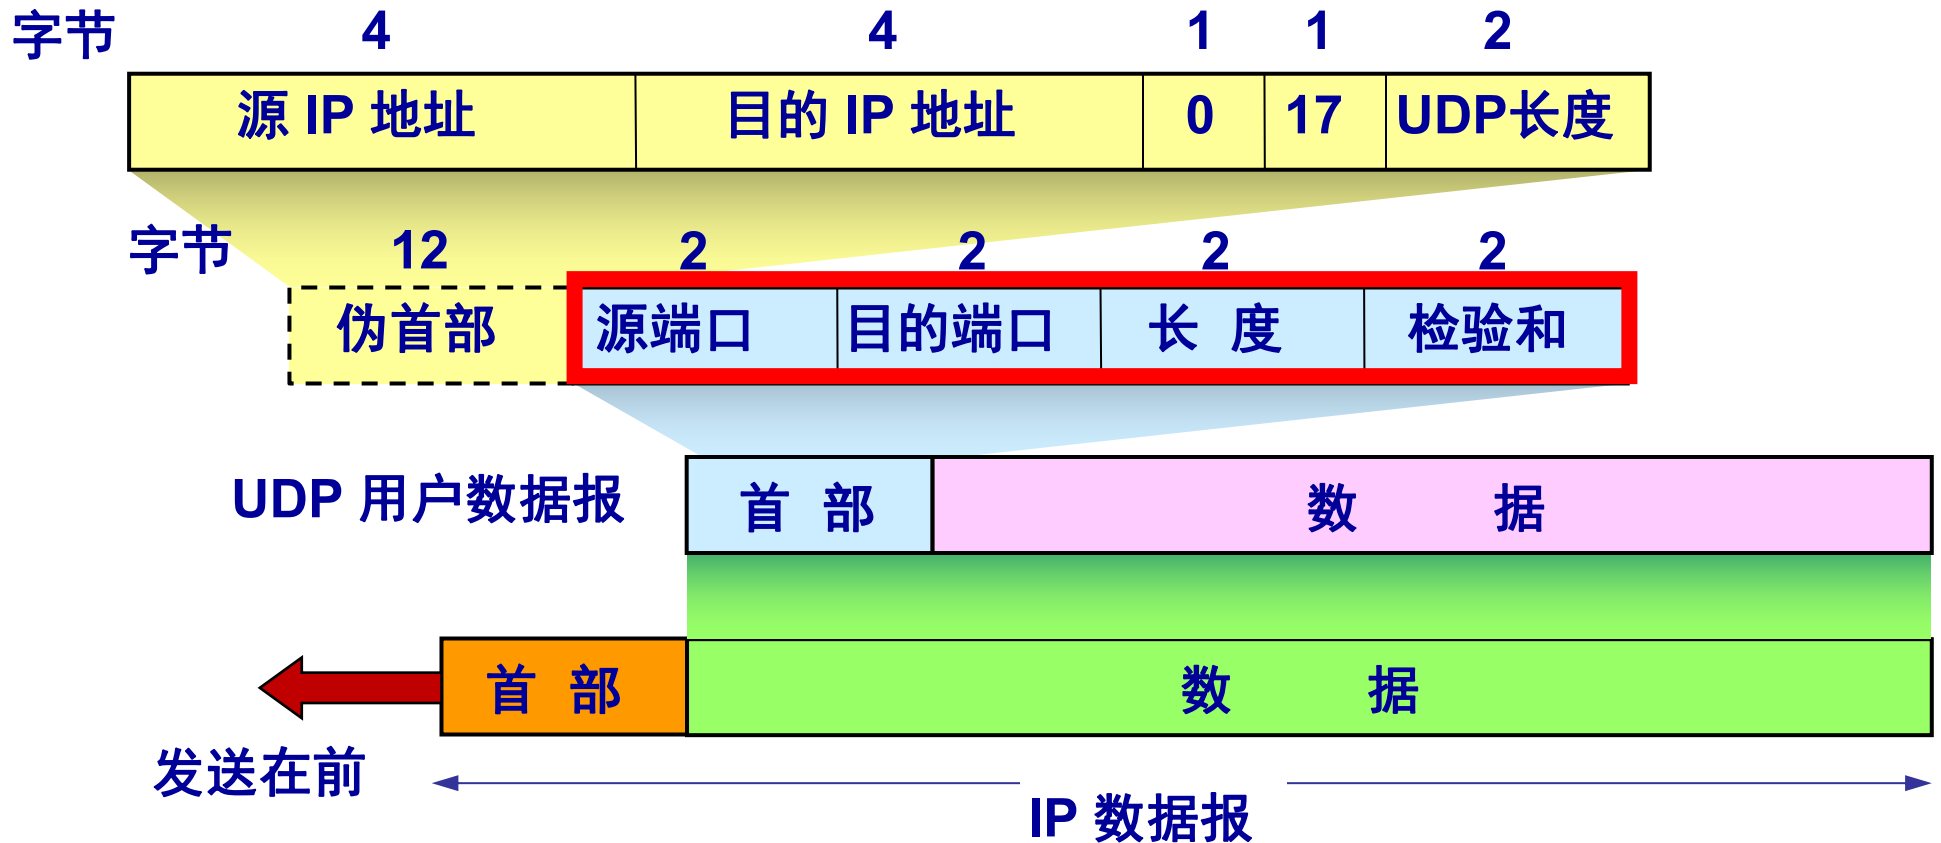 字节 4 4 1 1 2
源 IP 地址 目的 IP 地址 0 17 UDP长度
字节 12 2 2 2 2
伪首部 源端口 目的端口 长 度 检验和
UDP 用户数据报 首 部 数 据
首 部 数 据
发送在前
IP 数据报